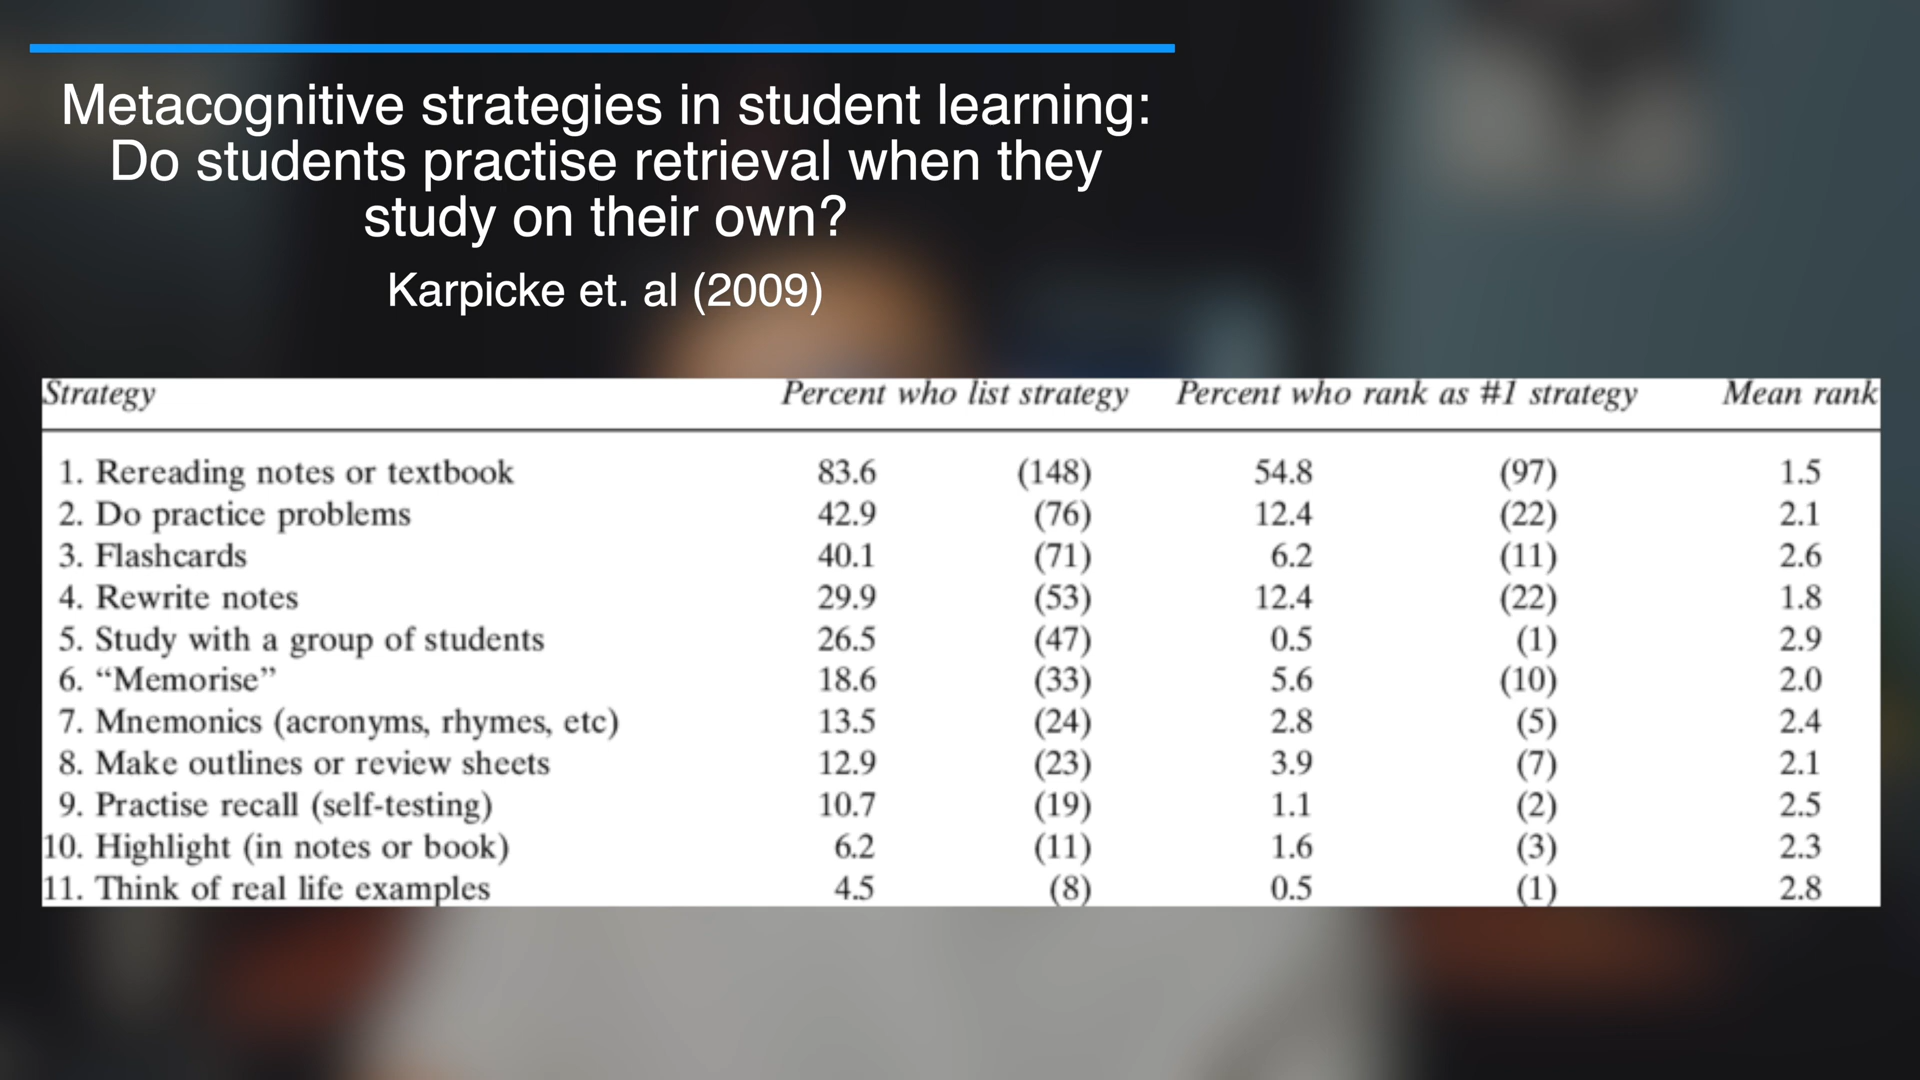 Metacognitive strategies in student learning:
Do students practise retrieval when they
study on their own?
Karpicke et. al (2009)
Strategy Percent who list strategy Percent who rank as #1 strategy Mean rank
1. Rereading notes or textbook 83.6 (148) 54.8 (97) 1.5
2. Do practice problems 42.9 (76) 12.4 (22) 2.1
3. Flashcards 40.1 (71) 6.2 (11) 2.6
4. Rewrite notes 29.9 (53) 12.4 (22) 1.8
5. Study with a group of students 26.5 (47) 0.5 (1) 2.9
6. “Memorise” 18.6 (33) 5.6 (10) 2.0
7. Mnemonics (acronyms, rhymes, etc) 13.5 (24) 2.8 (5) 2.4
8. Make outlines or review sheets 12.9 (23) 3.9 (7) 2.1
9. Practise recall (self-testing) 10.7 (19) 1.1 (2) 2.5
10. Highlight (in notes or book) 6.2 (11) 1.6 (3) 2.3
11. Think of real life examples 4.5 (8) 0.5 (1) 2.8